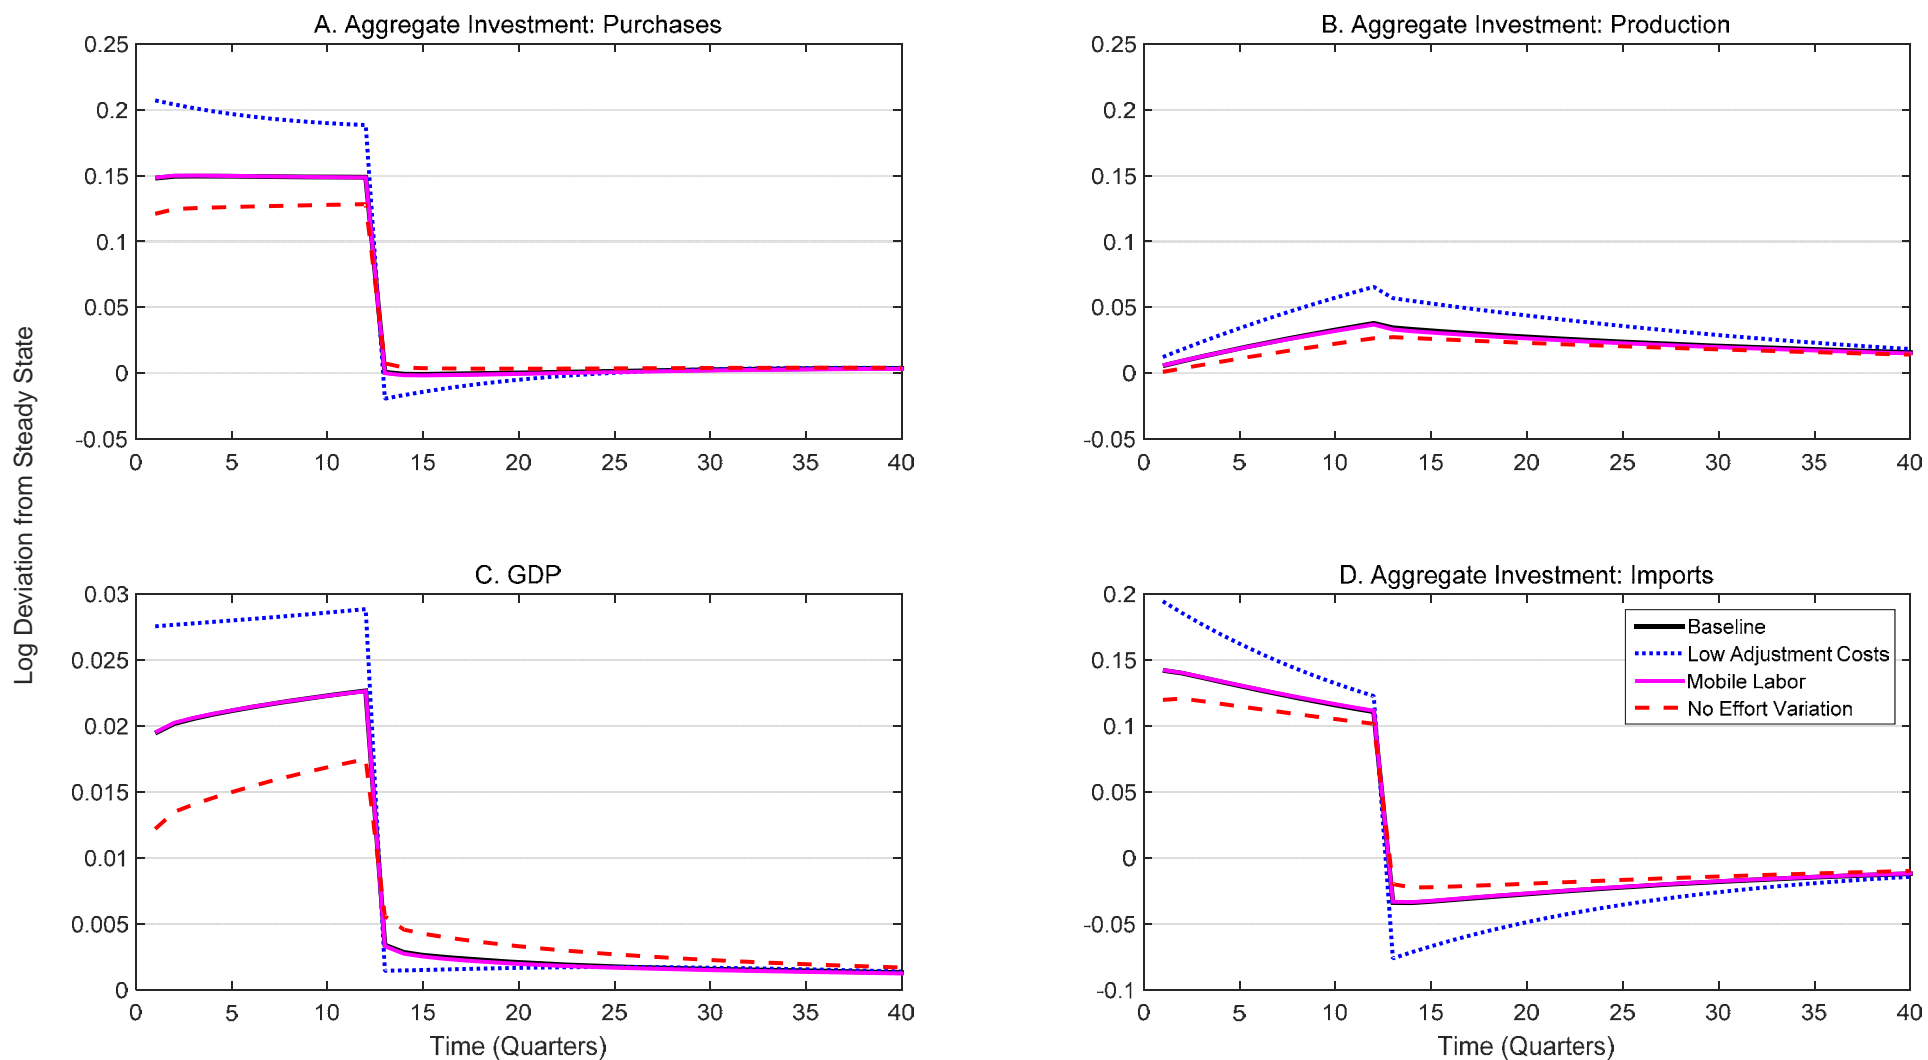 A. Aggregate Investment: Purchases
0.25
0.2
0.15
0.1
0.05
0
-0.05
0 5 10 15 20 25 30 35 40
B. Aggregate Investment: Production
0.25
0.2
0.15
0.1
0.05
0
-0.05
0 5 10 15 20 25 30 35 40
Log Deviation from Steady State
C. GDP
0.03
0.025
0.02
0.015
0.01
0.005
0
0 5 10 15 20 25 30 35 40
Time (Quarters)
D. Aggregate Investment: Imports
0.2
0.15
0.1
0.05
0
-0.05
-0.1
0 5 10 15 20 25 30 35 40
Time (Quarters)
Baseline
Low Adjustment Costs
Mobile Labor
No Effort Variation